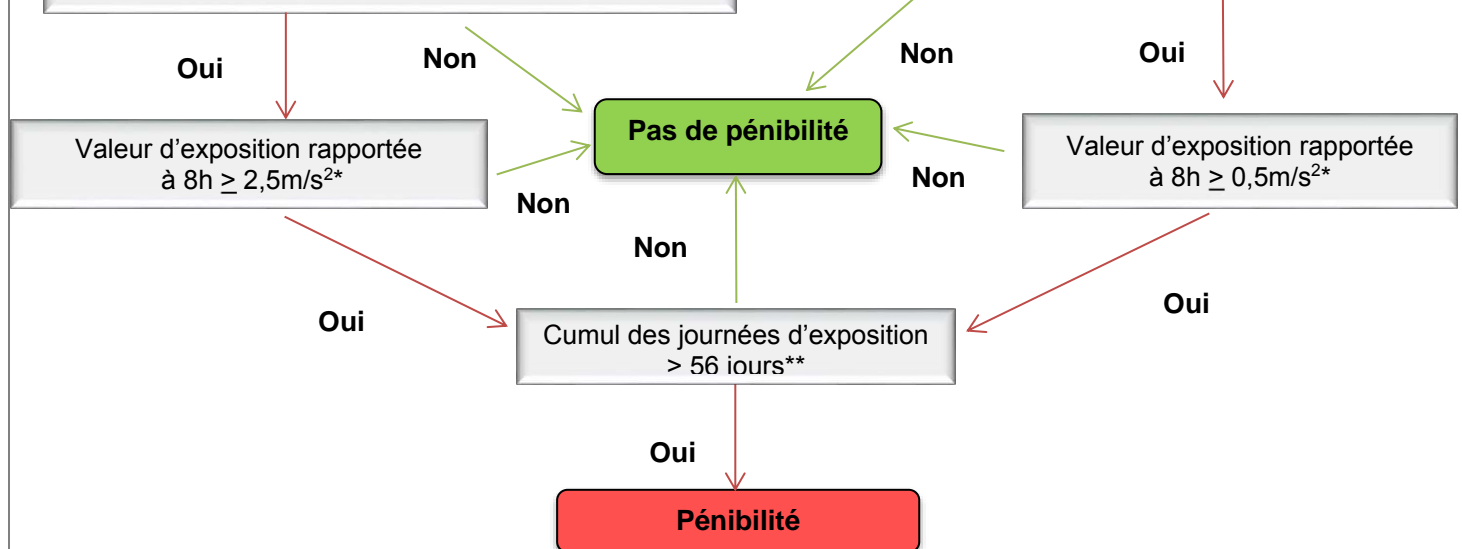 Oui
Non
Non
Oui
Pas de pénibilité
Valeur d'exposition rapportée
à 8h ≥ 2,5m/s²*
Valeur d'exposition rapportée
à 8h ≥ 0,5m/s²*
Non
Non
Non
Oui
Oui
Cumul des journées d'exposition
> 56 jours**
Oui
Pénibilité